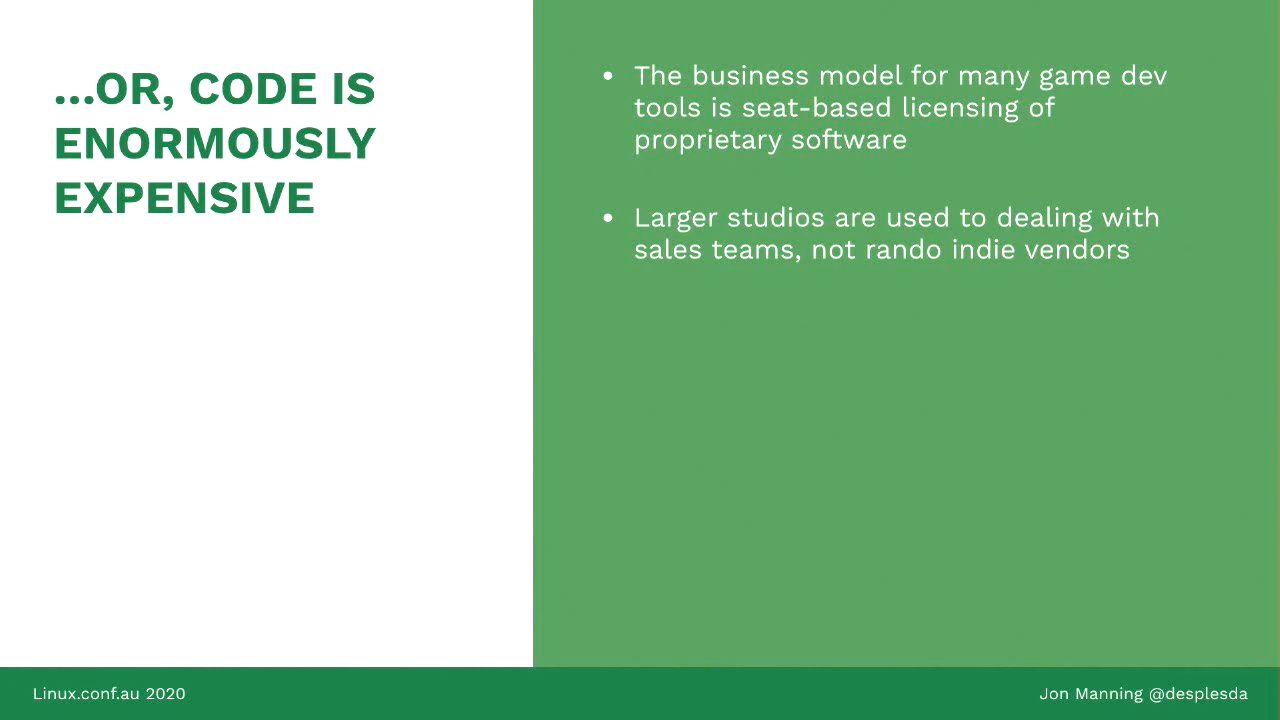 ...OR, CODE IS
ENORMOUSLY
EXPENSIVE
• The business model for many game dev
tools is seat-based licensing of
proprietary software
• Larger studios are used to dealing with
sales teams, not rando indie vendors
Linux.conf.au 2020
Jon Manning @desplesda